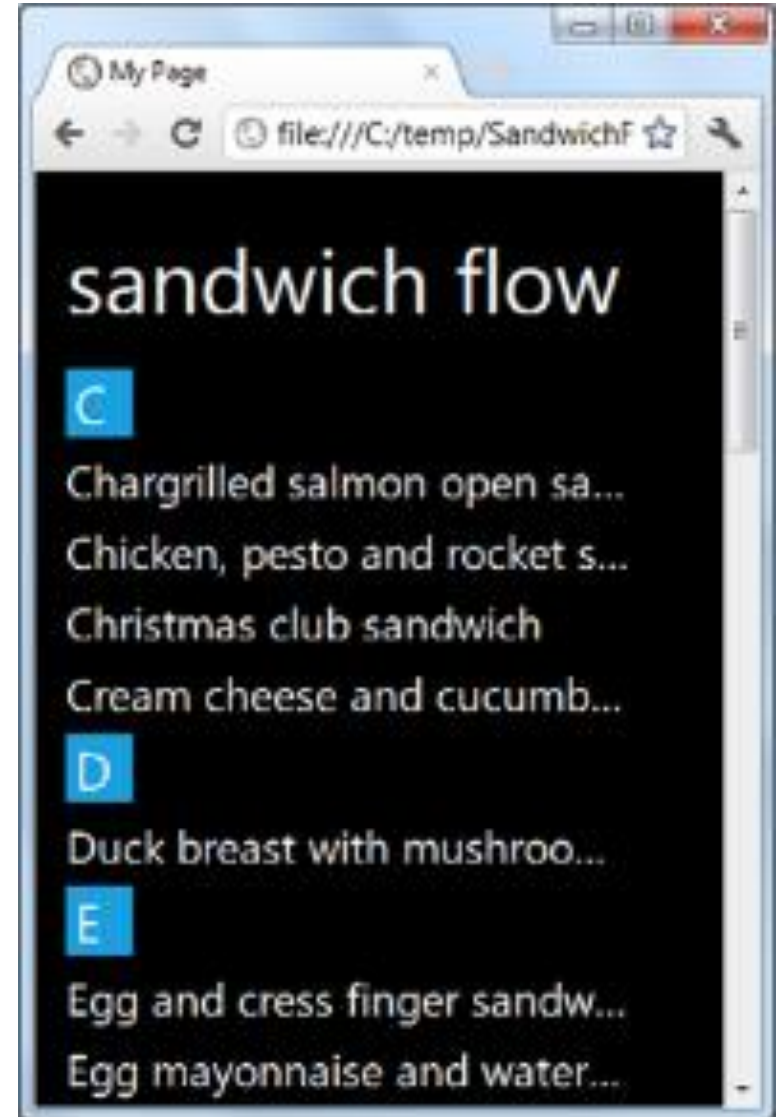 My Page
file:///C:/temp/SandwichF
sandwich flow
C
Chargrilled salmon open sa...
Chicken, pesto and rocket s...
Christmas club sandwich
Cream cheese and cucumb...
D
Duck breast with mushroo...
E
Egg and cress finger sandw...
Egg mayonnaise and water...